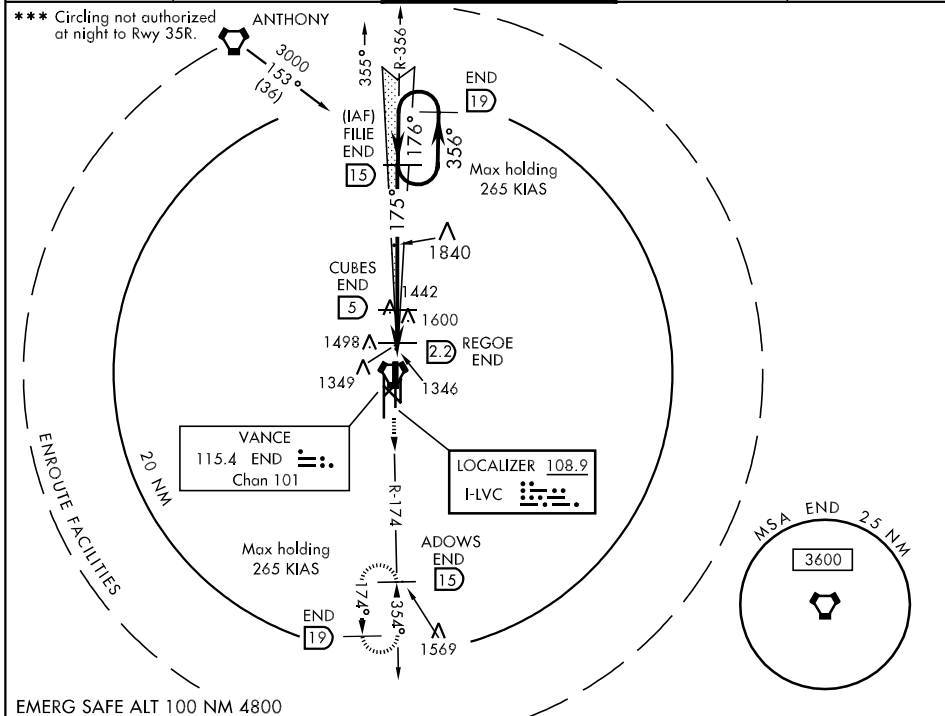 *** Circling not authorized
at night to Rwy 35R.
ANTHONY
3000
153°
(36)
355°
R-356
(IAF)
FILIE
END
15
176°
356°
END
19
Max holding
265 KIAS
175°
1840
CUBES
END
5
1442
1600
1498
2.2
REGOE
END
1349
1346
VANCE
115.4 END
Chan 101
LOCALIZER 108.9
I-LVC
R-174
20 NM
ENROUTE FACILITIES
Max holding
265 KIAS
ADOWS
END
15
174°
354°
END
19
1569
MSA END 25 NM
3600
EMERG SAFE ALT 100 NM 4800